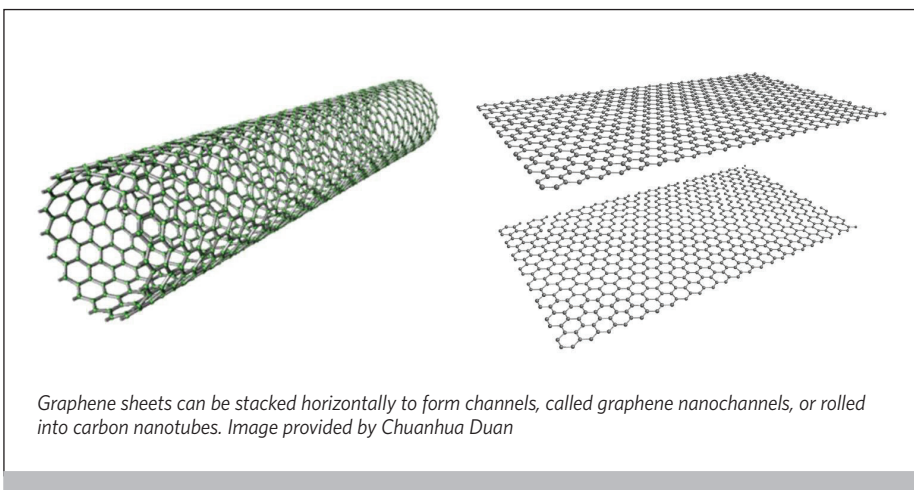 Graphene sheets can be stacked horizontally to form channels, called graphene nanochannels, or rolled
into carbon nanotubes. Image provided by Chuanhua Duan